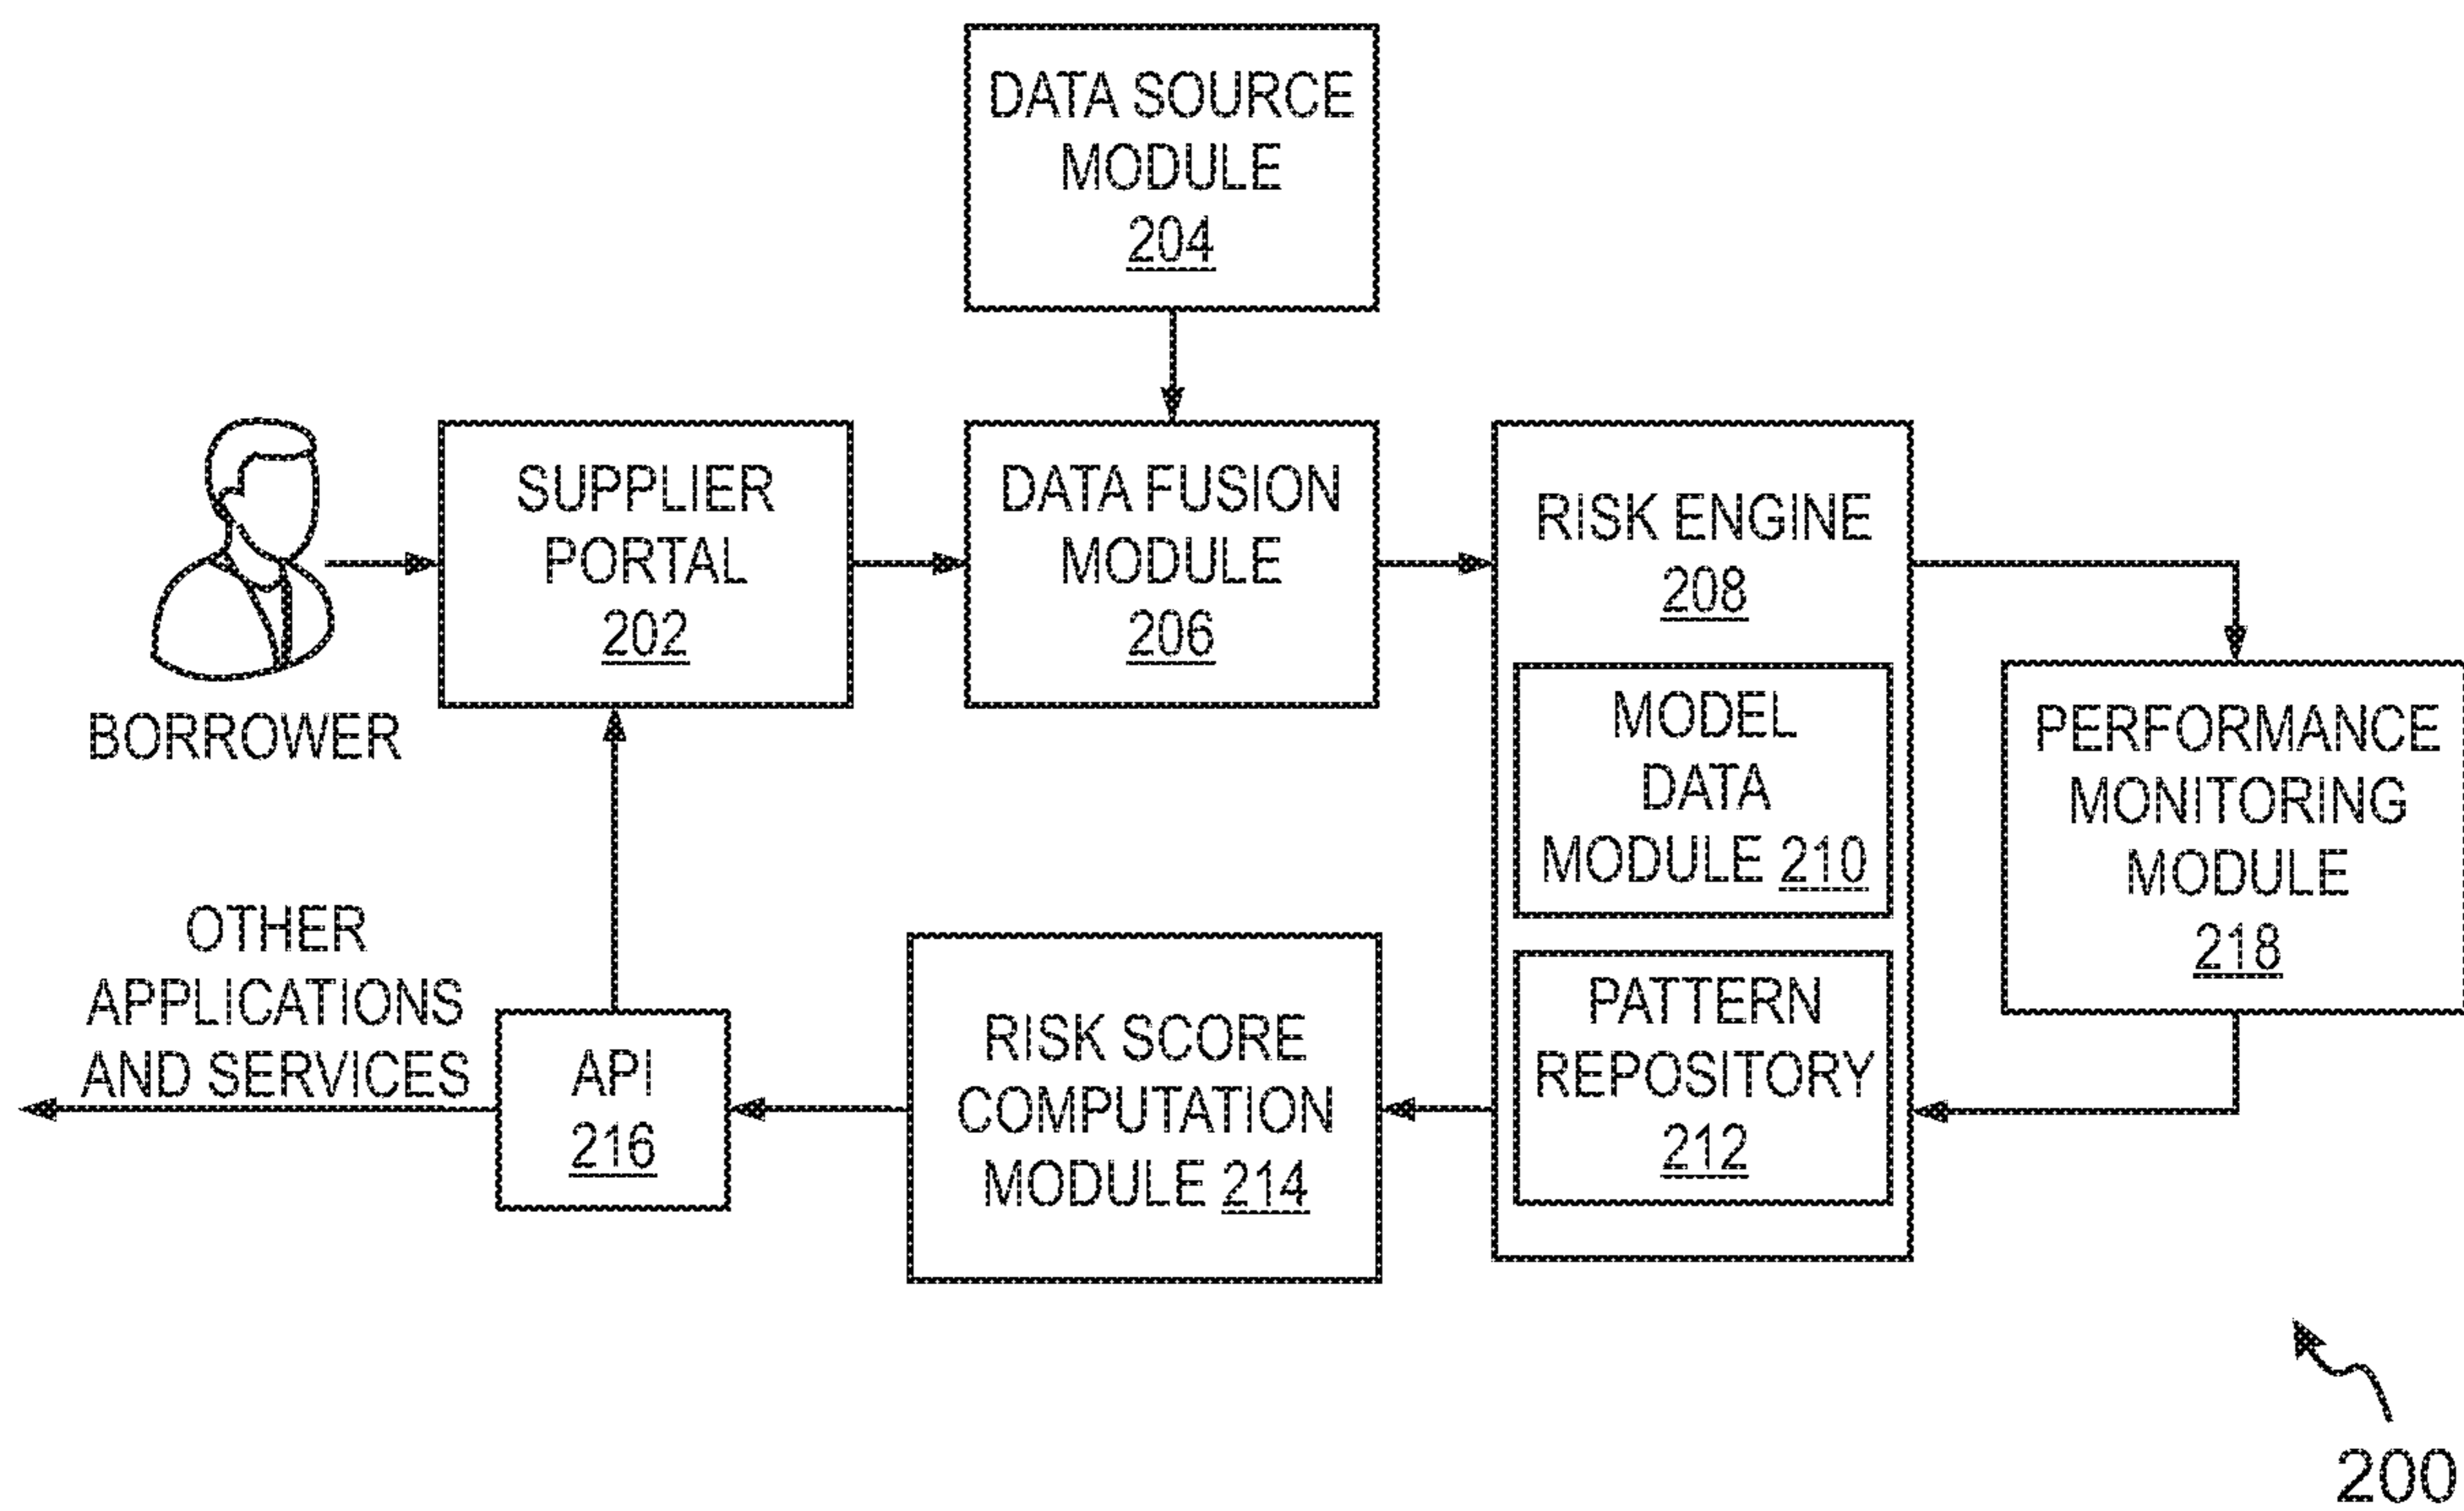 DATA SOURCE
MODULE
204
BORROWER
SUPPLIER
PORTAL
202
DATA FUSION
MODULE
206
RISK ENGINE
208
MODEL
DATA
MODULE 210
PATTERN
REPOSITORY
212
PERFORMANCE
MONITORING
MODULE
218
RISK SCORE
COMPUTATION
MODULE 214
API
216
OTHER
APPLICATIONS
AND SERVICES
200